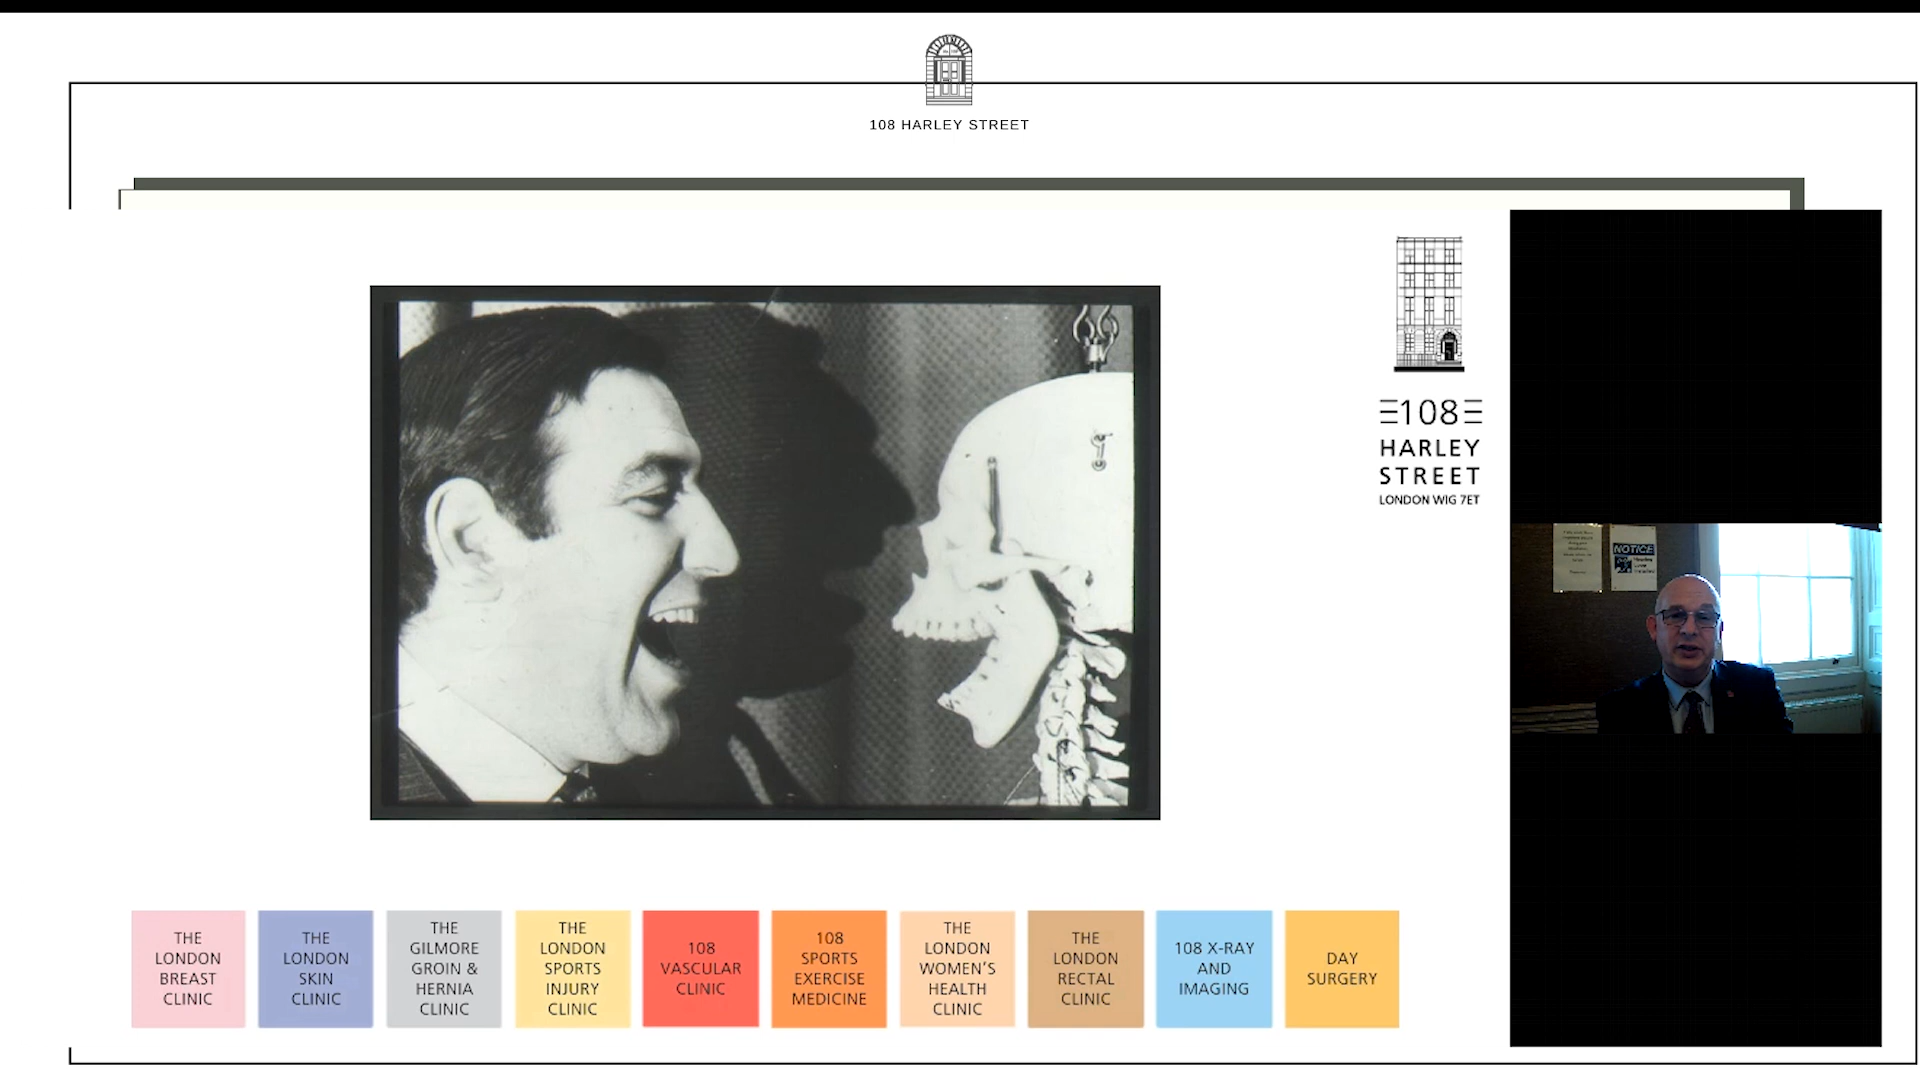 108 HARLEY STREET
≡108≡
HARLEY
STREET
LONDON W1G 7ET
NOTICE
THE
LONDON
BREAST
CLINIC
THE
LONDON
SKIN
CLINIC
THE
GILMORE
GROIN &
HERNIA
CLINIC
THE
LONDON
SPORTS
INJURY
CLINIC
108
VASCULAR
CLINIC
108
SPORTS
EXERCISE
MEDICINE
THE
LONDON
WOMEN'S
HEALTH
CLINIC
THE
LONDON
RECTAL
CLINIC
108 X-RAY
AND
IMAGING
DAY
SURGERY